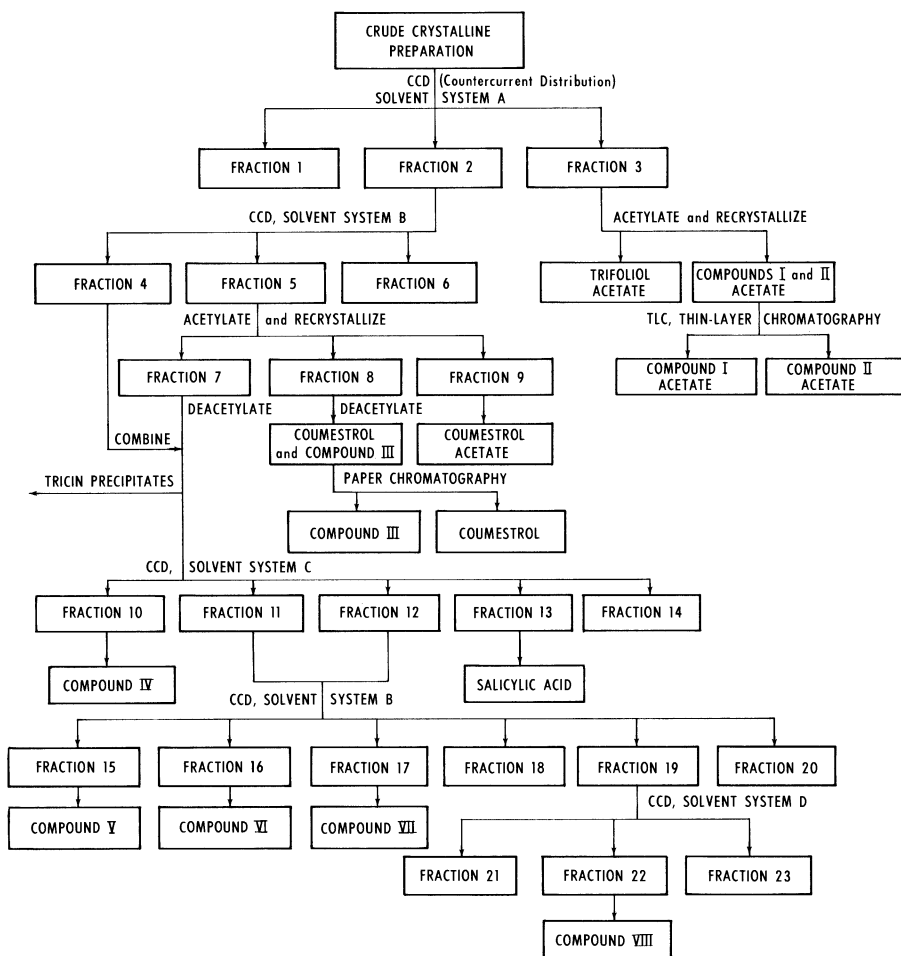 CRUDE CRYSTALLINE
PREPARATION
CCD (Countercurrent Distribution)
SOLVENT SYSTEM A
FRACTION 1
FRACTION 2
FRACTION 3
CCD, SOLVENT SYSTEM B
ACETYLATE and RECRYSTALLIZE
FRACTION 4
FRACTION 5
FRACTION 6
TRIFOLIOL
ACETATE
COMPOUNDS I and II
ACETATE
ACETYLATE and RECRYSTALLIZE
TLC, THIN-LAYER CHROMATOGRAPHY
FRACTION 7
FRACTION 8
FRACTION 9
COMPOUND I
ACETATE
COMPOUND II
ACETATE
DEACETYLATE
DEACETYLATE
COMBINE
COUMESTROL
and COMPOUND III
COUMESTROL
ACETATE
TRICIN PRECIPITATES
PAPER CHROMATOGRAPHY
COMPOUND III
COUMESTROL
CCD, SOLVENT SYSTEM C
FRACTION 10
FRACTION 11
FRACTION 12
FRACTION 13
FRACTION 14
COMPOUND IV
SALICYLIC ACID
CCD, SOLVENT SYSTEM B
FRACTION 15
FRACTION 16
FRACTION 17
FRACTION 18
FRACTION 19
FRACTION 20
COMPOUND V
COMPOUND VI
COMPOUND VII
CCD, SOLVENT SYSTEM D
FRACTION 21
FRACTION 22
FRACTION 23
COMPOUND VIII